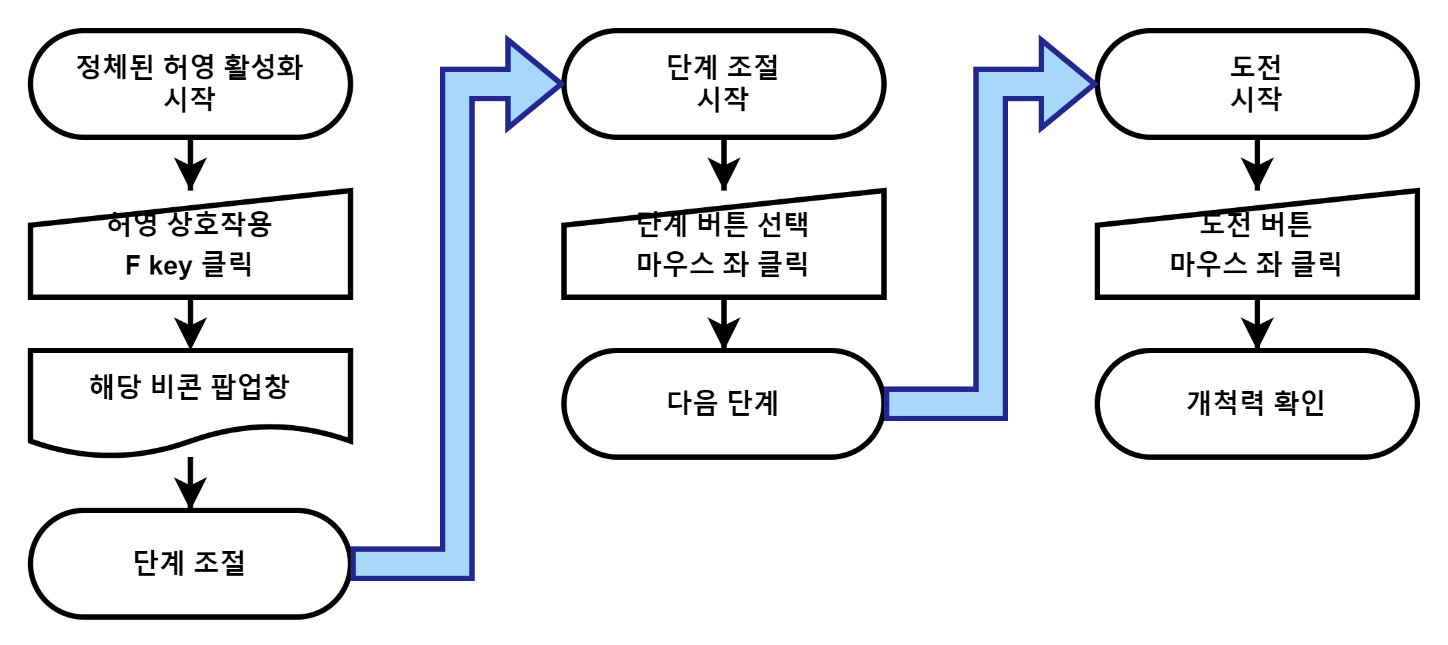 정체된 허영 활성화
시작
허영 상호작용
F key 클릭
해당 비콘 팝업창
단계 조절
단계 조절
시작
단계 버튼 선택
마우스 좌 클릭
다음 단계
도전
시작
도전 버튼
마우스 좌 클릭
개척력 확인